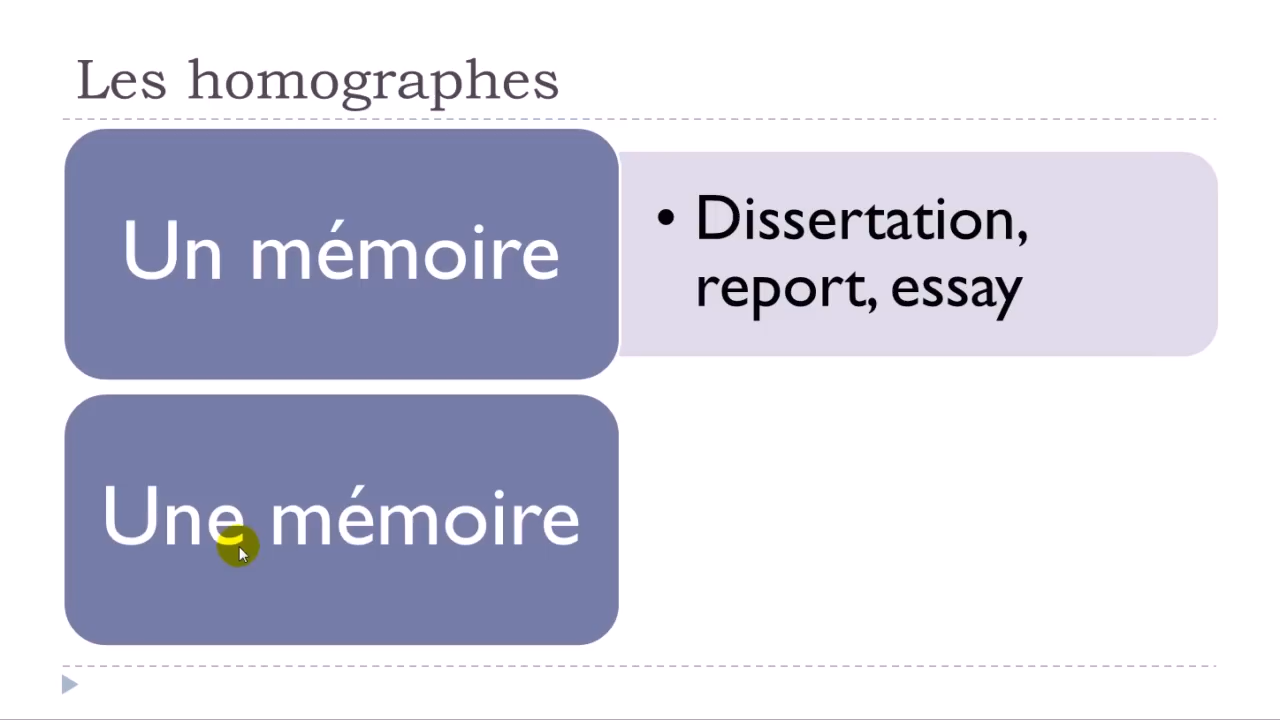 Les homographes
Un mémoire
• Dissertation,
report, essay
Une mémoire